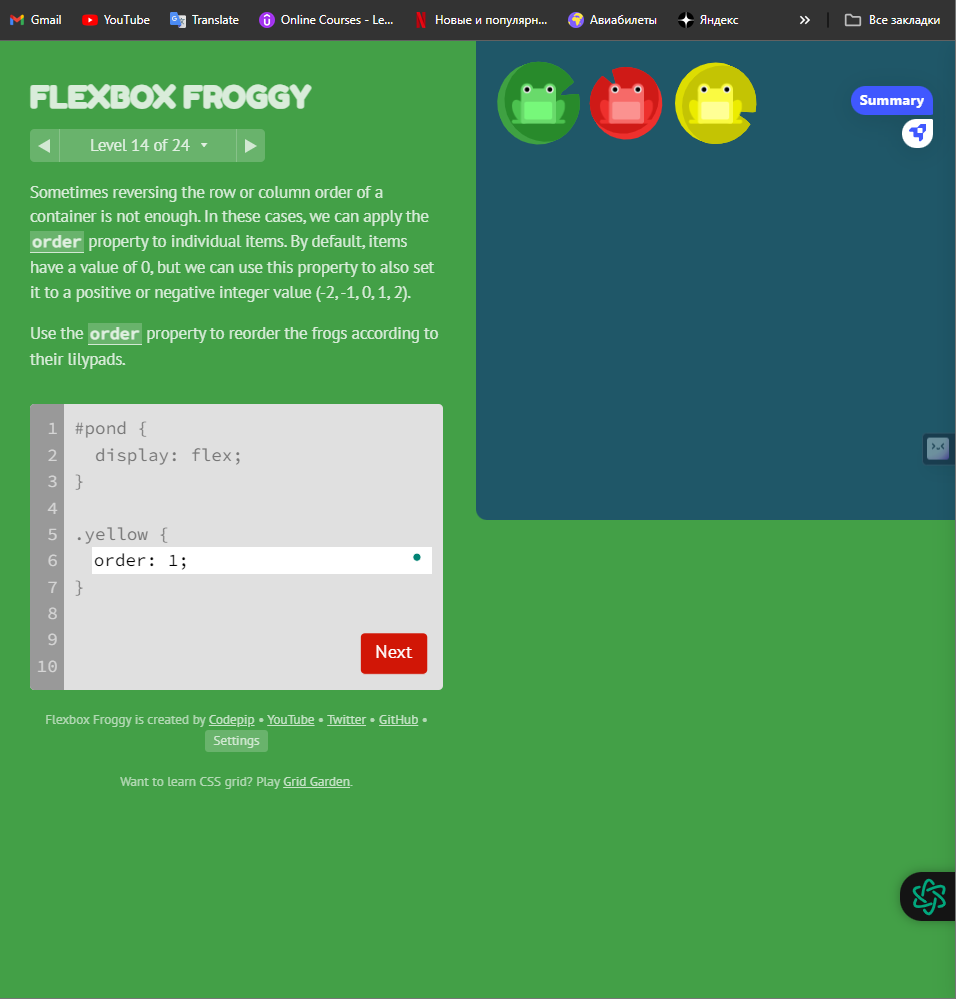 Gmail YouTube Translate Online Courses - Le... Новые и популярн... Авиабилеты Яндекс » Все закладки
FLEXBOX FROGGY
Level 14 of 24
Summary
Sometimes reversing the row or column order of a
container is not enough. In these cases, we can apply the
order property to individual items. By default, items
have a value of 0, but we can use this property to also set
it to a positive or negative integer value (-2, -1, 0, 1, 2).
Use the order property to reorder the frogs according to
their lilypads.
1 #pond {
2 display: flex;
3 }
4
5 .yellow {
6 order: 1;
7 }
8
9
10
Next
Flexbox Froggy is created by Codepip • YouTube • Twitter • GitHub •
Settings
Want to learn CSS grid? Play Grid Garden.